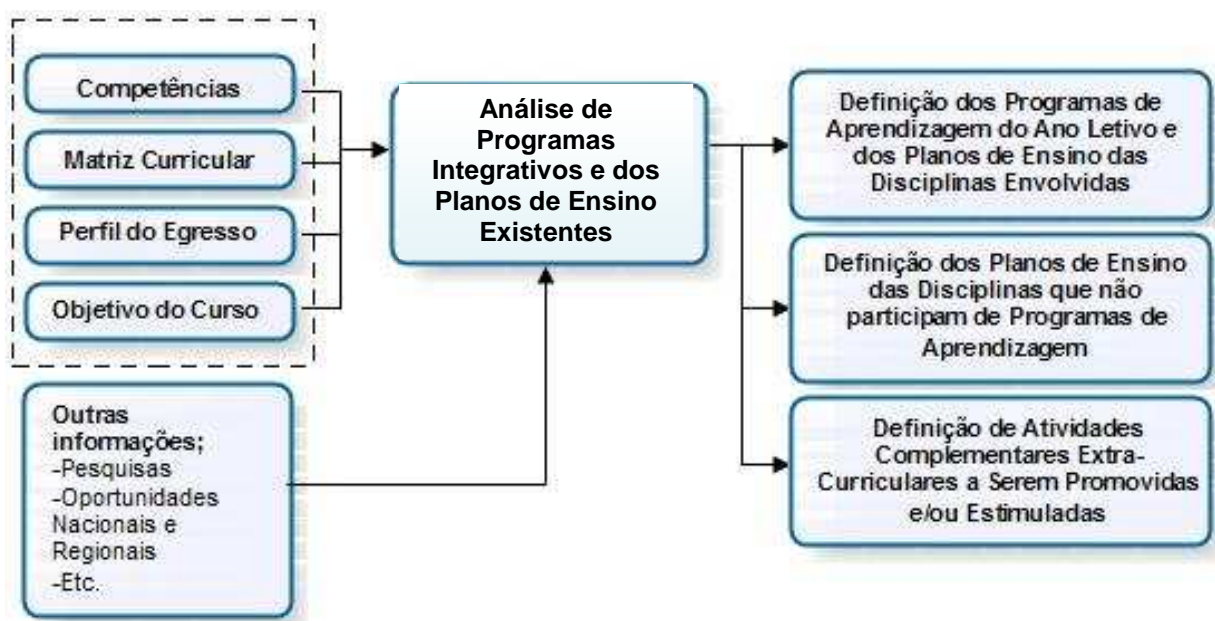 Competências
Matriz Curricular
Perfil do Egresso
Objetivo do Curso
Outras
informações;
-Pesquisas
-Oportunidades
Nacionais e
Regionais
-Etc.
Análise de
Programas
Integrativos e dos
Planos de Ensino
Existentes
Definição dos Programas de
Aprendizagem do Ano Letivo e
dos Planos de Ensino das
Disciplinas Envolvidas
Definição dos Planos de Ensino
das Disciplinas que não
participam de Programas de
Aprendizagem
Definição de Atividades
Complementares Extra-
Curriculares a Serem Promovidas
e/ou Estimuladas